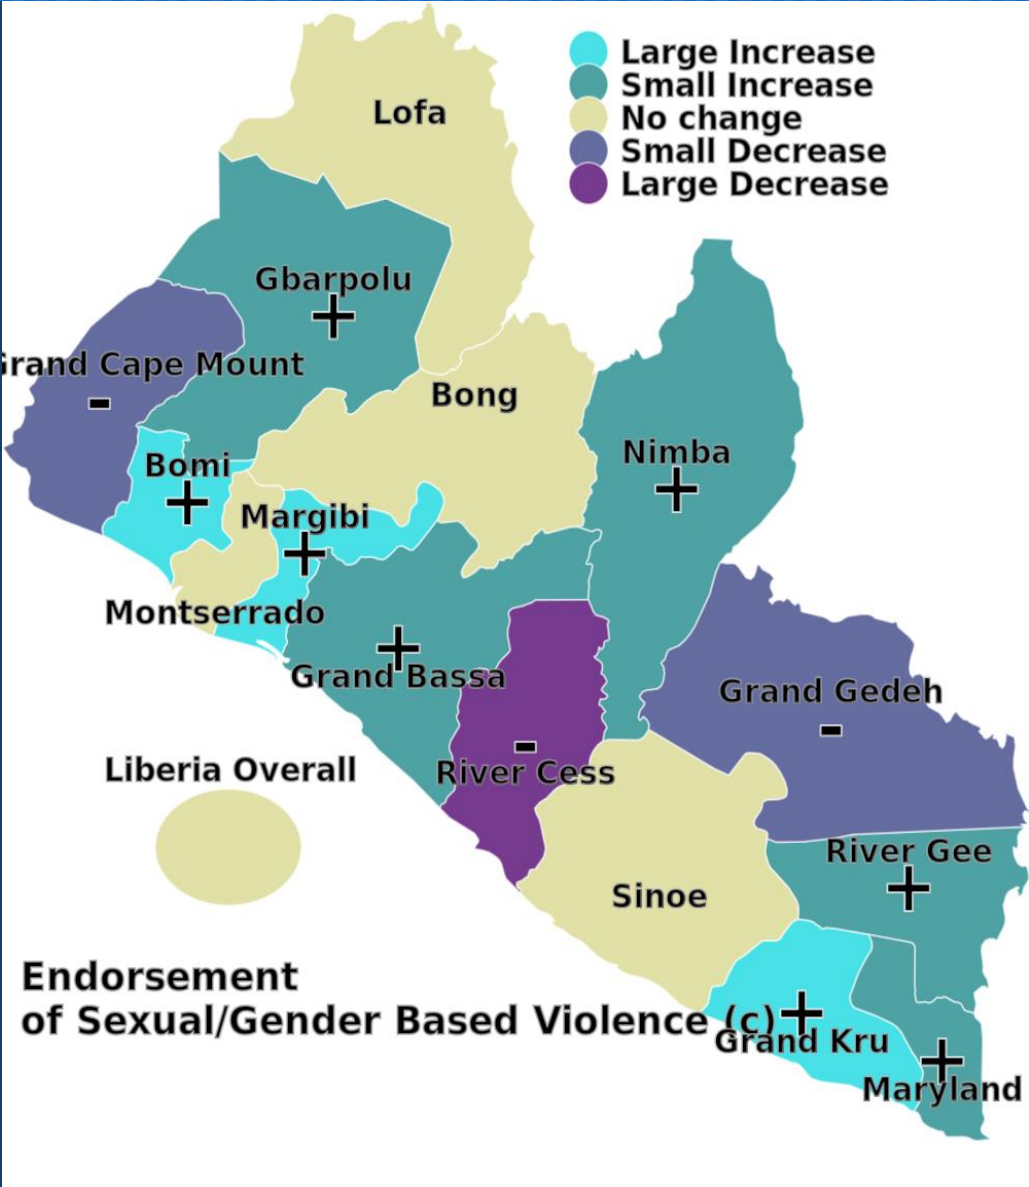 Large Increase
Small Increase
No change
Small Decrease
Large Decrease
Lofa
Gbarpolu
+
Grand Cape Mount
-
Bong
Nimba
+
Bomi
+
Margibi
+
Montserrado
+
Grand Bassa
Grand Gedeh
-
-
River Cess
Liberia Overall
River Gee
+
Sinoe
Endorsement
of Sexual/Gender Based Violence (c)
+
Grand Kru
+
Maryland